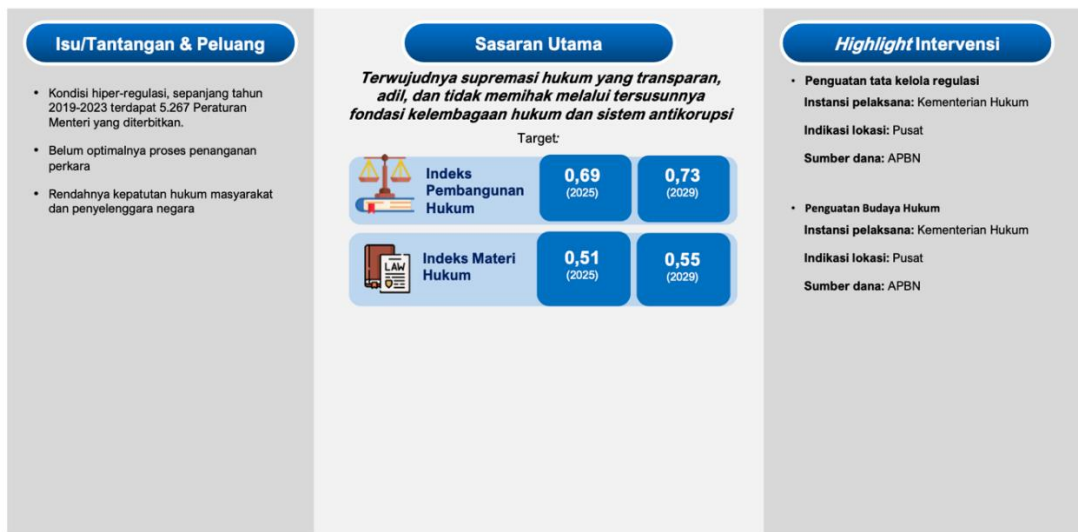 Isu/Tantangan & Peluang
• Kondisi hiper-regulasi, sepanjang tahun
2019-2023 terdapat 5.267 Peraturan
Menteri yang diterbitkan.
• Belum optimalnya proses penanganan
perkara
• Rendahnya kepatutan hukum masyarakat
dan penyelenggara negara
Sasaran Utama
Terwujudnya supremasi hukum yang transparan,
adil, dan tidak memihak melalui tersusunnya
fondasi kelembagaan hukum dan sistem antikorupsi
Target:
Indeks
Pembangunan
Hukum
0,69
(2025)
0,73
(2029)
LAW
Indeks Materi
Hukum
0,51
(2025)
0,55
(2029)
Highlight Intervensi
• Penguatan tata kelola regulasi
Instansi pelaksana: Kementerian Hukum
Indikasi lokasi: Pusat
Sumber dana: APBN
• Penguatan Budaya Hukum
Instansi pelaksana: Kementerian Hukum
Indikasi lokasi: Pusat
Sumber dana: APBN